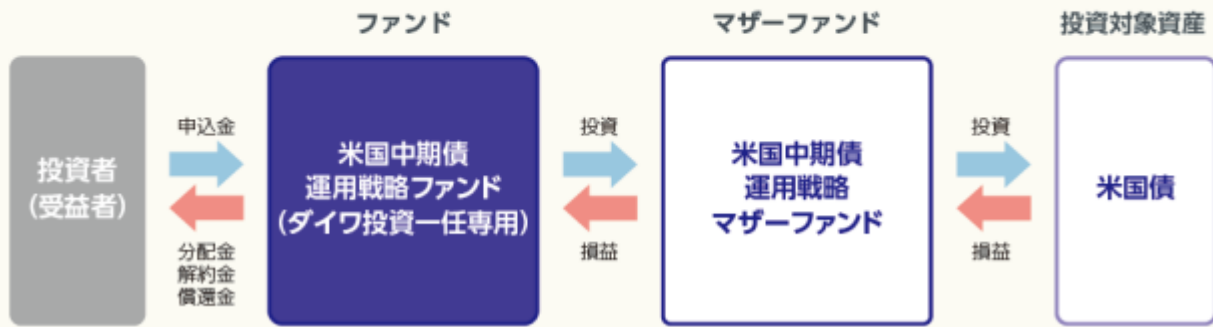 ファンド
マザーファンド
投資対象資産
投資者
(受益者)
申込金
分配金
解約金
償還金
米国中期債
運用戦略ファンド
(ダイワ投資一任専用)
投資
損益
米国中期債
運用戦略
マザーファンド
投資
損益
米国債